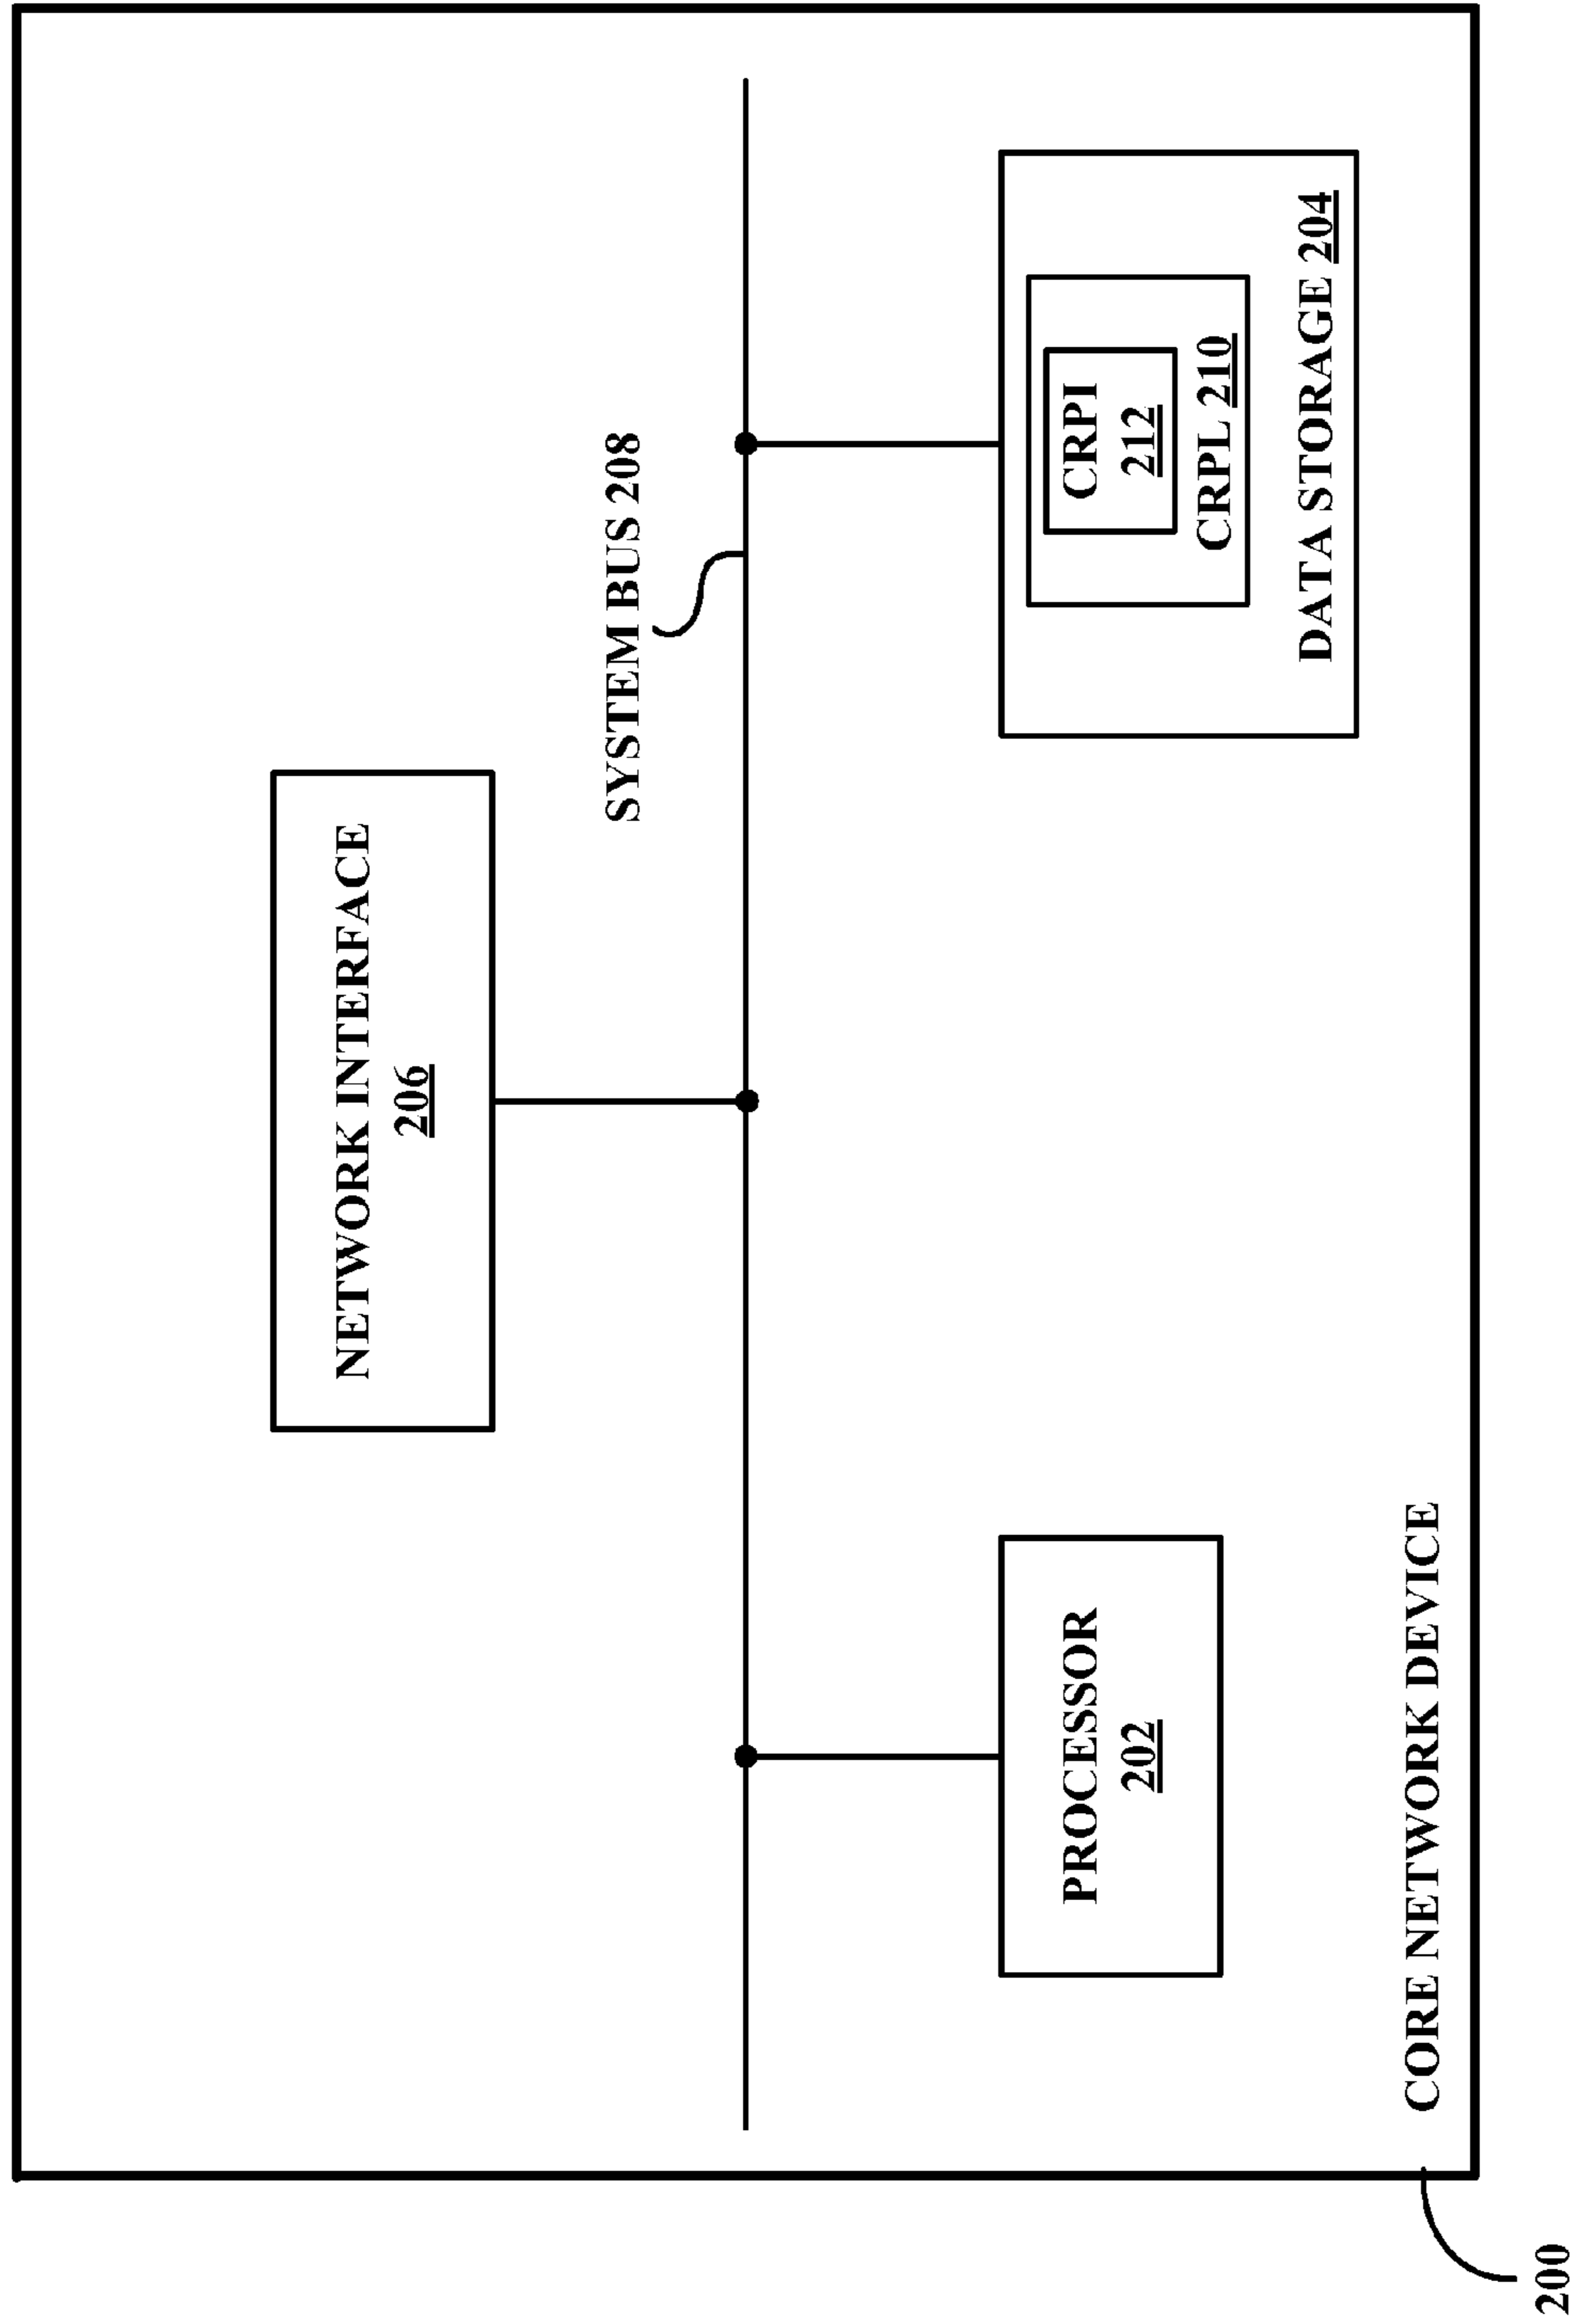 NETWORK INTERFACE
206
SYSTEM BUS 208
PROCESSOR
202
CRPI
212
CRPL 210
DATA STORAGE 204
CORE NETWORK DEVICE
200